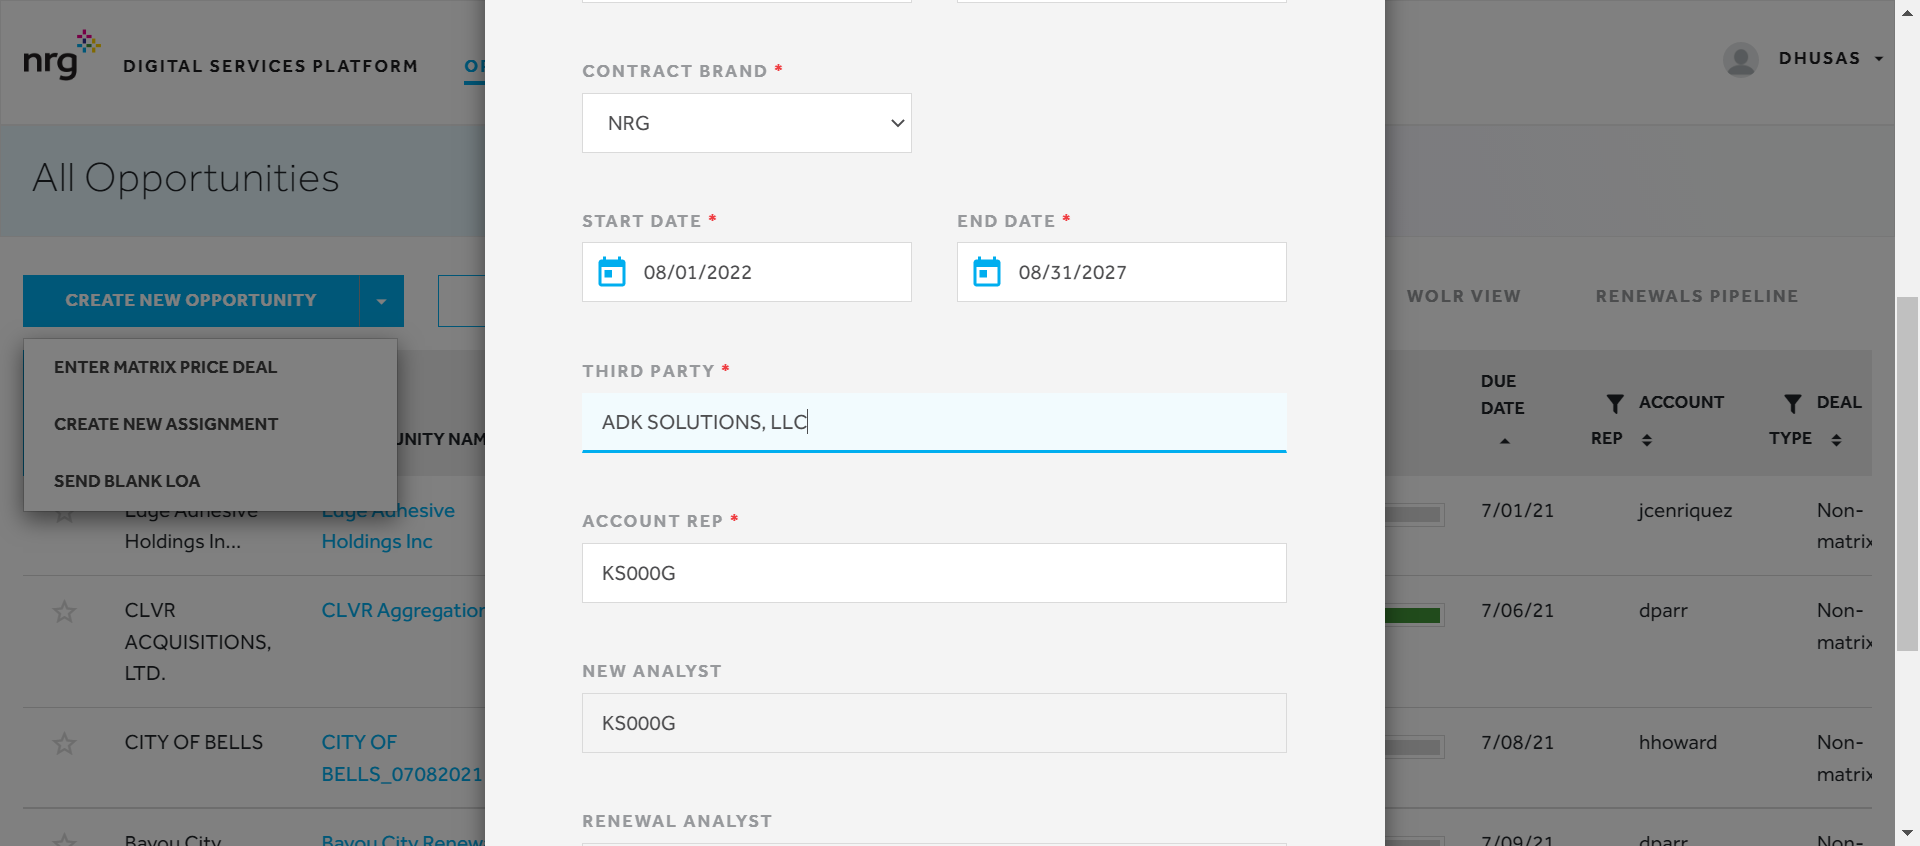 nrg
DIGITAL SERVICES PLATFORM
DHUSAS
All Opportunities
CREATE NEW OPPORTUNITY
ENTER MATRIX PRICE DEAL
CREATE NEW ASSIGNMENT
SEND BLANK LOA
CONTRACT BRAND *
NRG
START DATE *
END DATE *
08/01/2022
08/31/2027
THIRD PARTY *
ADK SOLUTIONS, LLC
ACCOUNT REP *
KS000G
NEW ANALYST
KS000G
RENEWAL ANALYST
WOLR VIEW
RENEWALS PIPELINE
DUE
DATE
ACCOUNT
REP
DEAL
TYPE
Edge Adhesive
Holdings In...
Edge Adhesive
Holdings Inc
7/01/21
jcenriquez
Non-
matrix
CLVR
ACQUISITIONS,
LTD.
CLVR Aggregation
7/06/21
dparr
Non-
matrix
CITY OF BELLS
CITY OF
BELLS_07082021
7/08/21
hhoward
Non-
matrix
Bayou City
Bayou City Renew
7/09/21
dparr
Non-